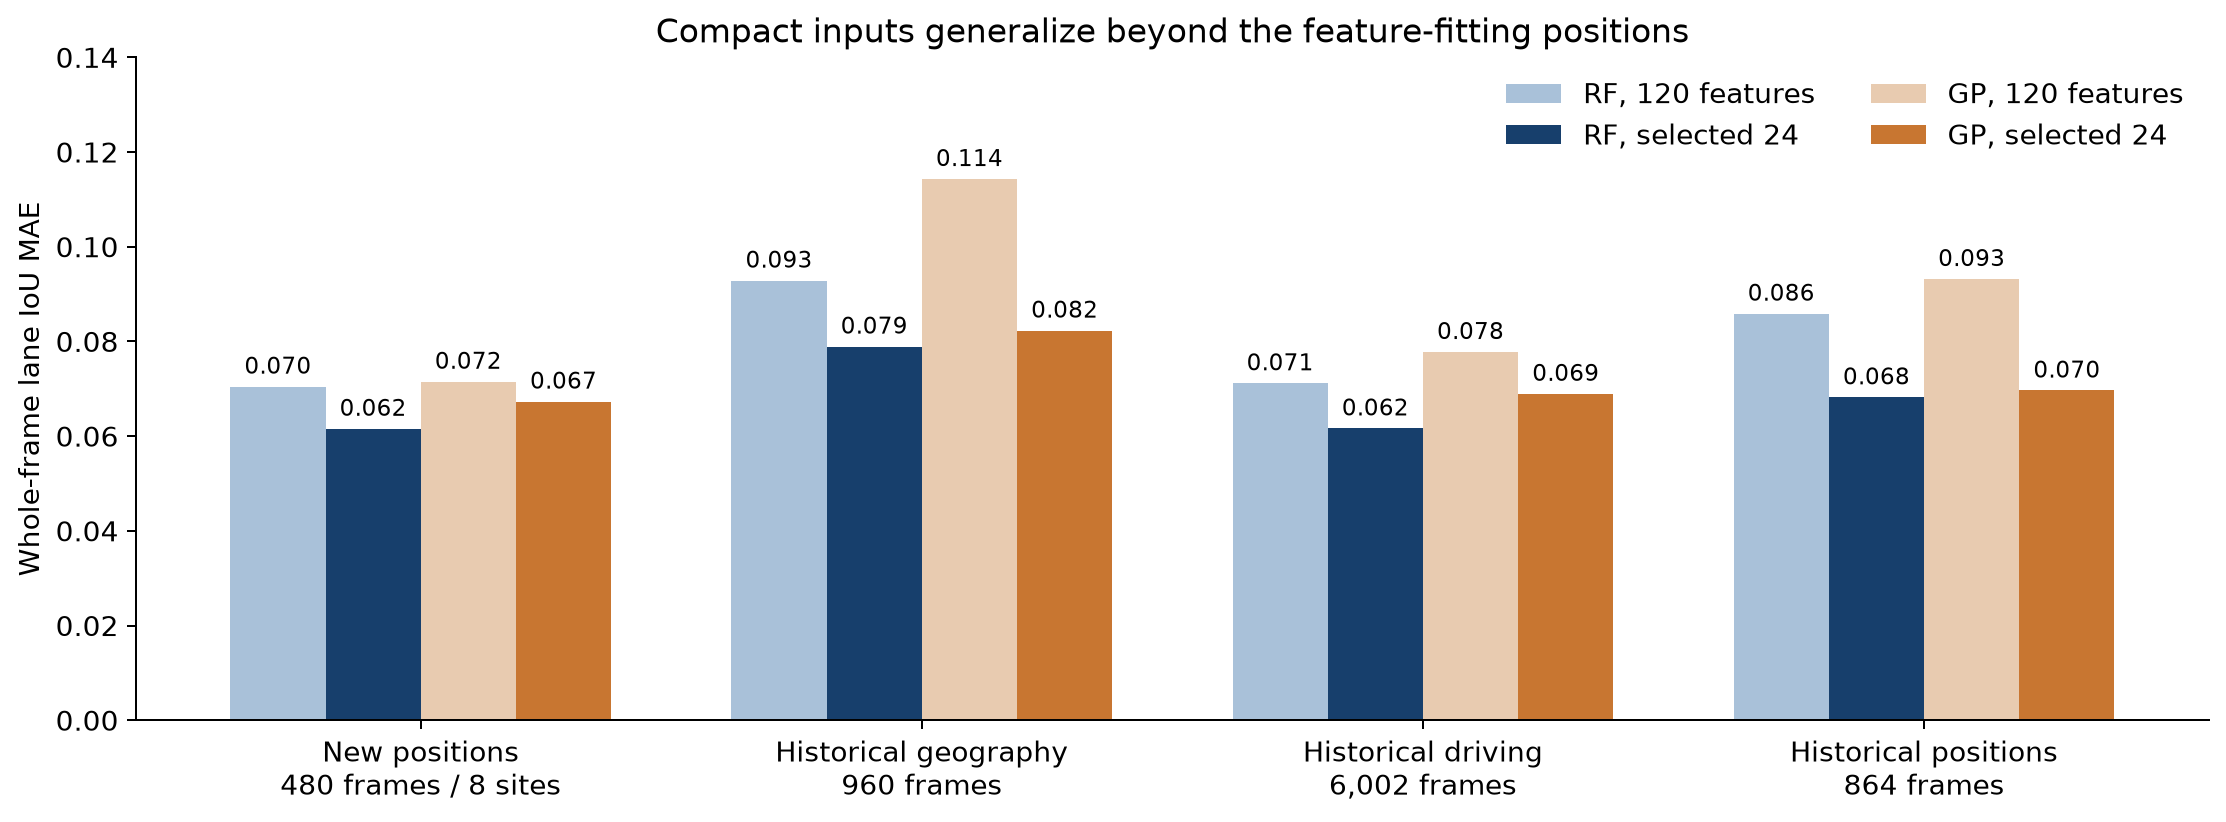 Compact inputs generalize beyond the feature-fitting positions
RF, 120 features
RF, selected 24
GP, 120 features
GP, selected 24
Whole-frame lane IoU MAE
0.14
0.12
0.10
0.08
0.06
0.04
0.02
0.00
0.070
0.062
0.072
0.067
0.093
0.079
0.114
0.082
0.071
0.062
0.078
0.069
0.086
0.068
0.093
0.070
New positions
480 frames / 8 sites
Historical geography
960 frames
Historical driving
6,002 frames
Historical positions
864 frames